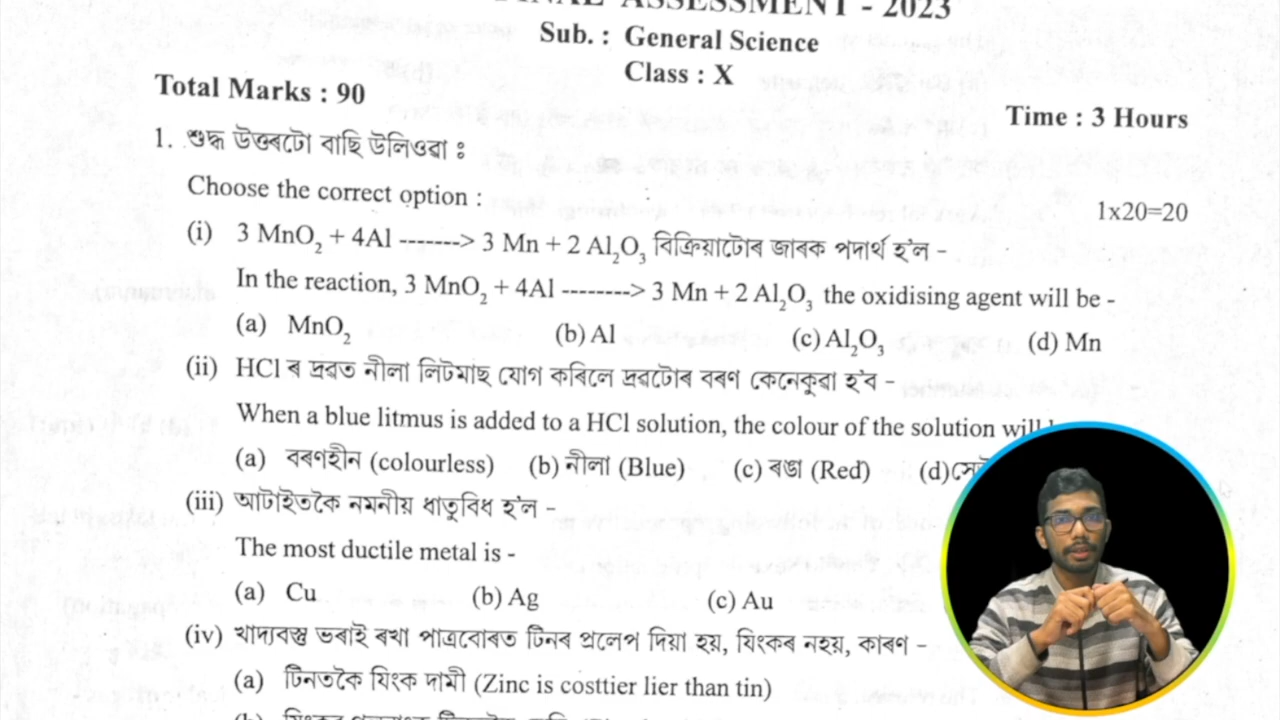 ASSESSMENT - 2023
Sub. : General Science
Class : X
Total Marks : 90
Time : 3 Hours
1. শুদ্ধ উত্তৰটো বাছি উলিওৱা ঃ
Choose the correct option :
1x20=20
(i) 3 MnO₂ + 4Al -------> 3 Mn + 2 Al₂O₃ বিক্ৰিয়াটোৰ জাৰক পদাৰ্থ হ'ল -
In the reaction, 3 MnO₂ + 4Al --------> 3 Mn + 2 Al₂O₃ the oxidising agent will be -
(a) MnO₂ (b) Al (c) Al₂O₃ (d) Mn
(ii) HCl ৰ দ্ৰৱত নীলা লিটমাছ যোগ কৰিলে দ্ৰৱটোৰ বৰণ কেনেকুৱা হ'ব -
When a blue litmus is added to a HCl solution, the colour of the solution will
(a) বৰণহীন (colourless) (b) নীলা (Blue) (c) ৰঙা (Red) (d)
(iii) আটাইতকৈ নমনীয় ধাতুবিধ হ'ল -
The most ductile metal is -
(a) Cu (b) Ag (c) Au
(iv) খাদ্যবস্তু ভৰাই ৰখা পাত্ৰবোৰত টিনৰ প্ৰলেপ দিয়া হয়, যিংকৰ নহয়, কাৰণ -
(a) টিনতকৈ যিংক দামী (Zinc is costtier lier than tin)